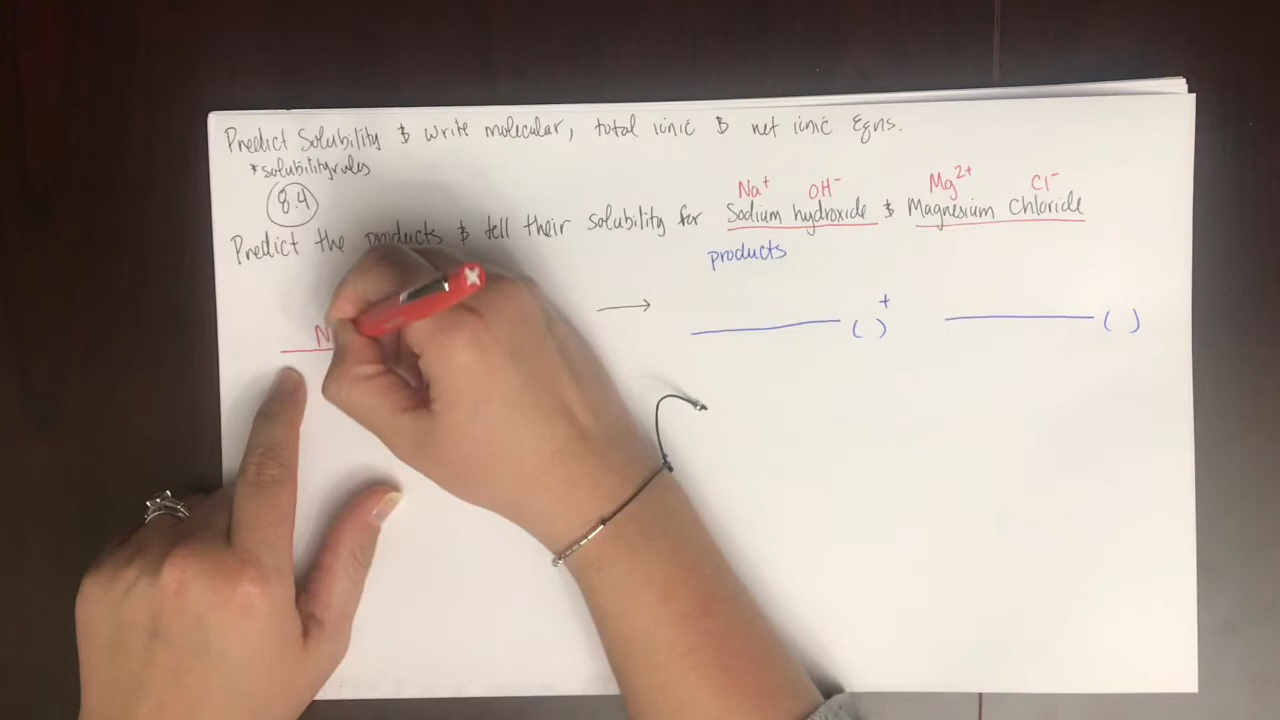 Predict Solubility & write molecular, total ionic & net ionic Eqns.
*solubility rules
8.4
Na⁺ OH⁻ Mg²⁺ Cl⁻
Predict the products & tell their solubility for Sodium hydroxide & Magnesium Chloride
products
N → ( ) + ( )